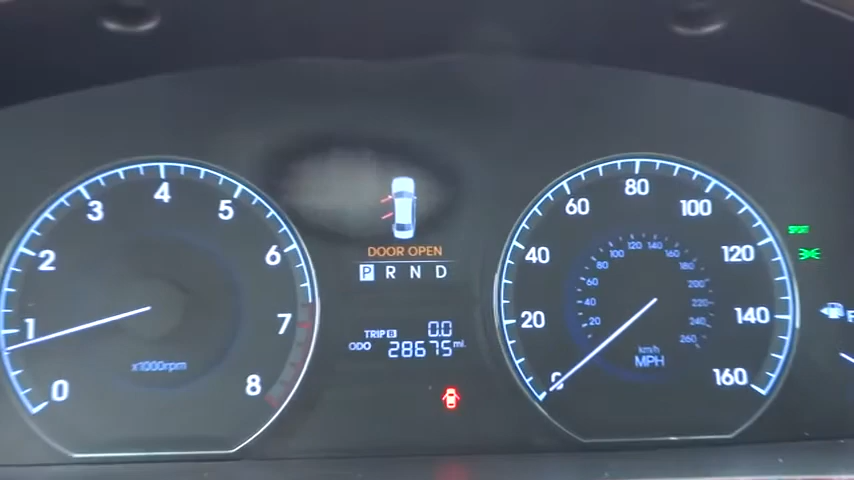 0 1 2 3 4 5 6 7 8
x1000rpm
DOOR OPEN
P R N D
TRIP B 0.0
ODO 28675 mi.
0 20 40 60 80 100 120 140 160
20 40 60 80 100 120 140 160 180 200 220 240 260
km/h
MPH
SPORT
F